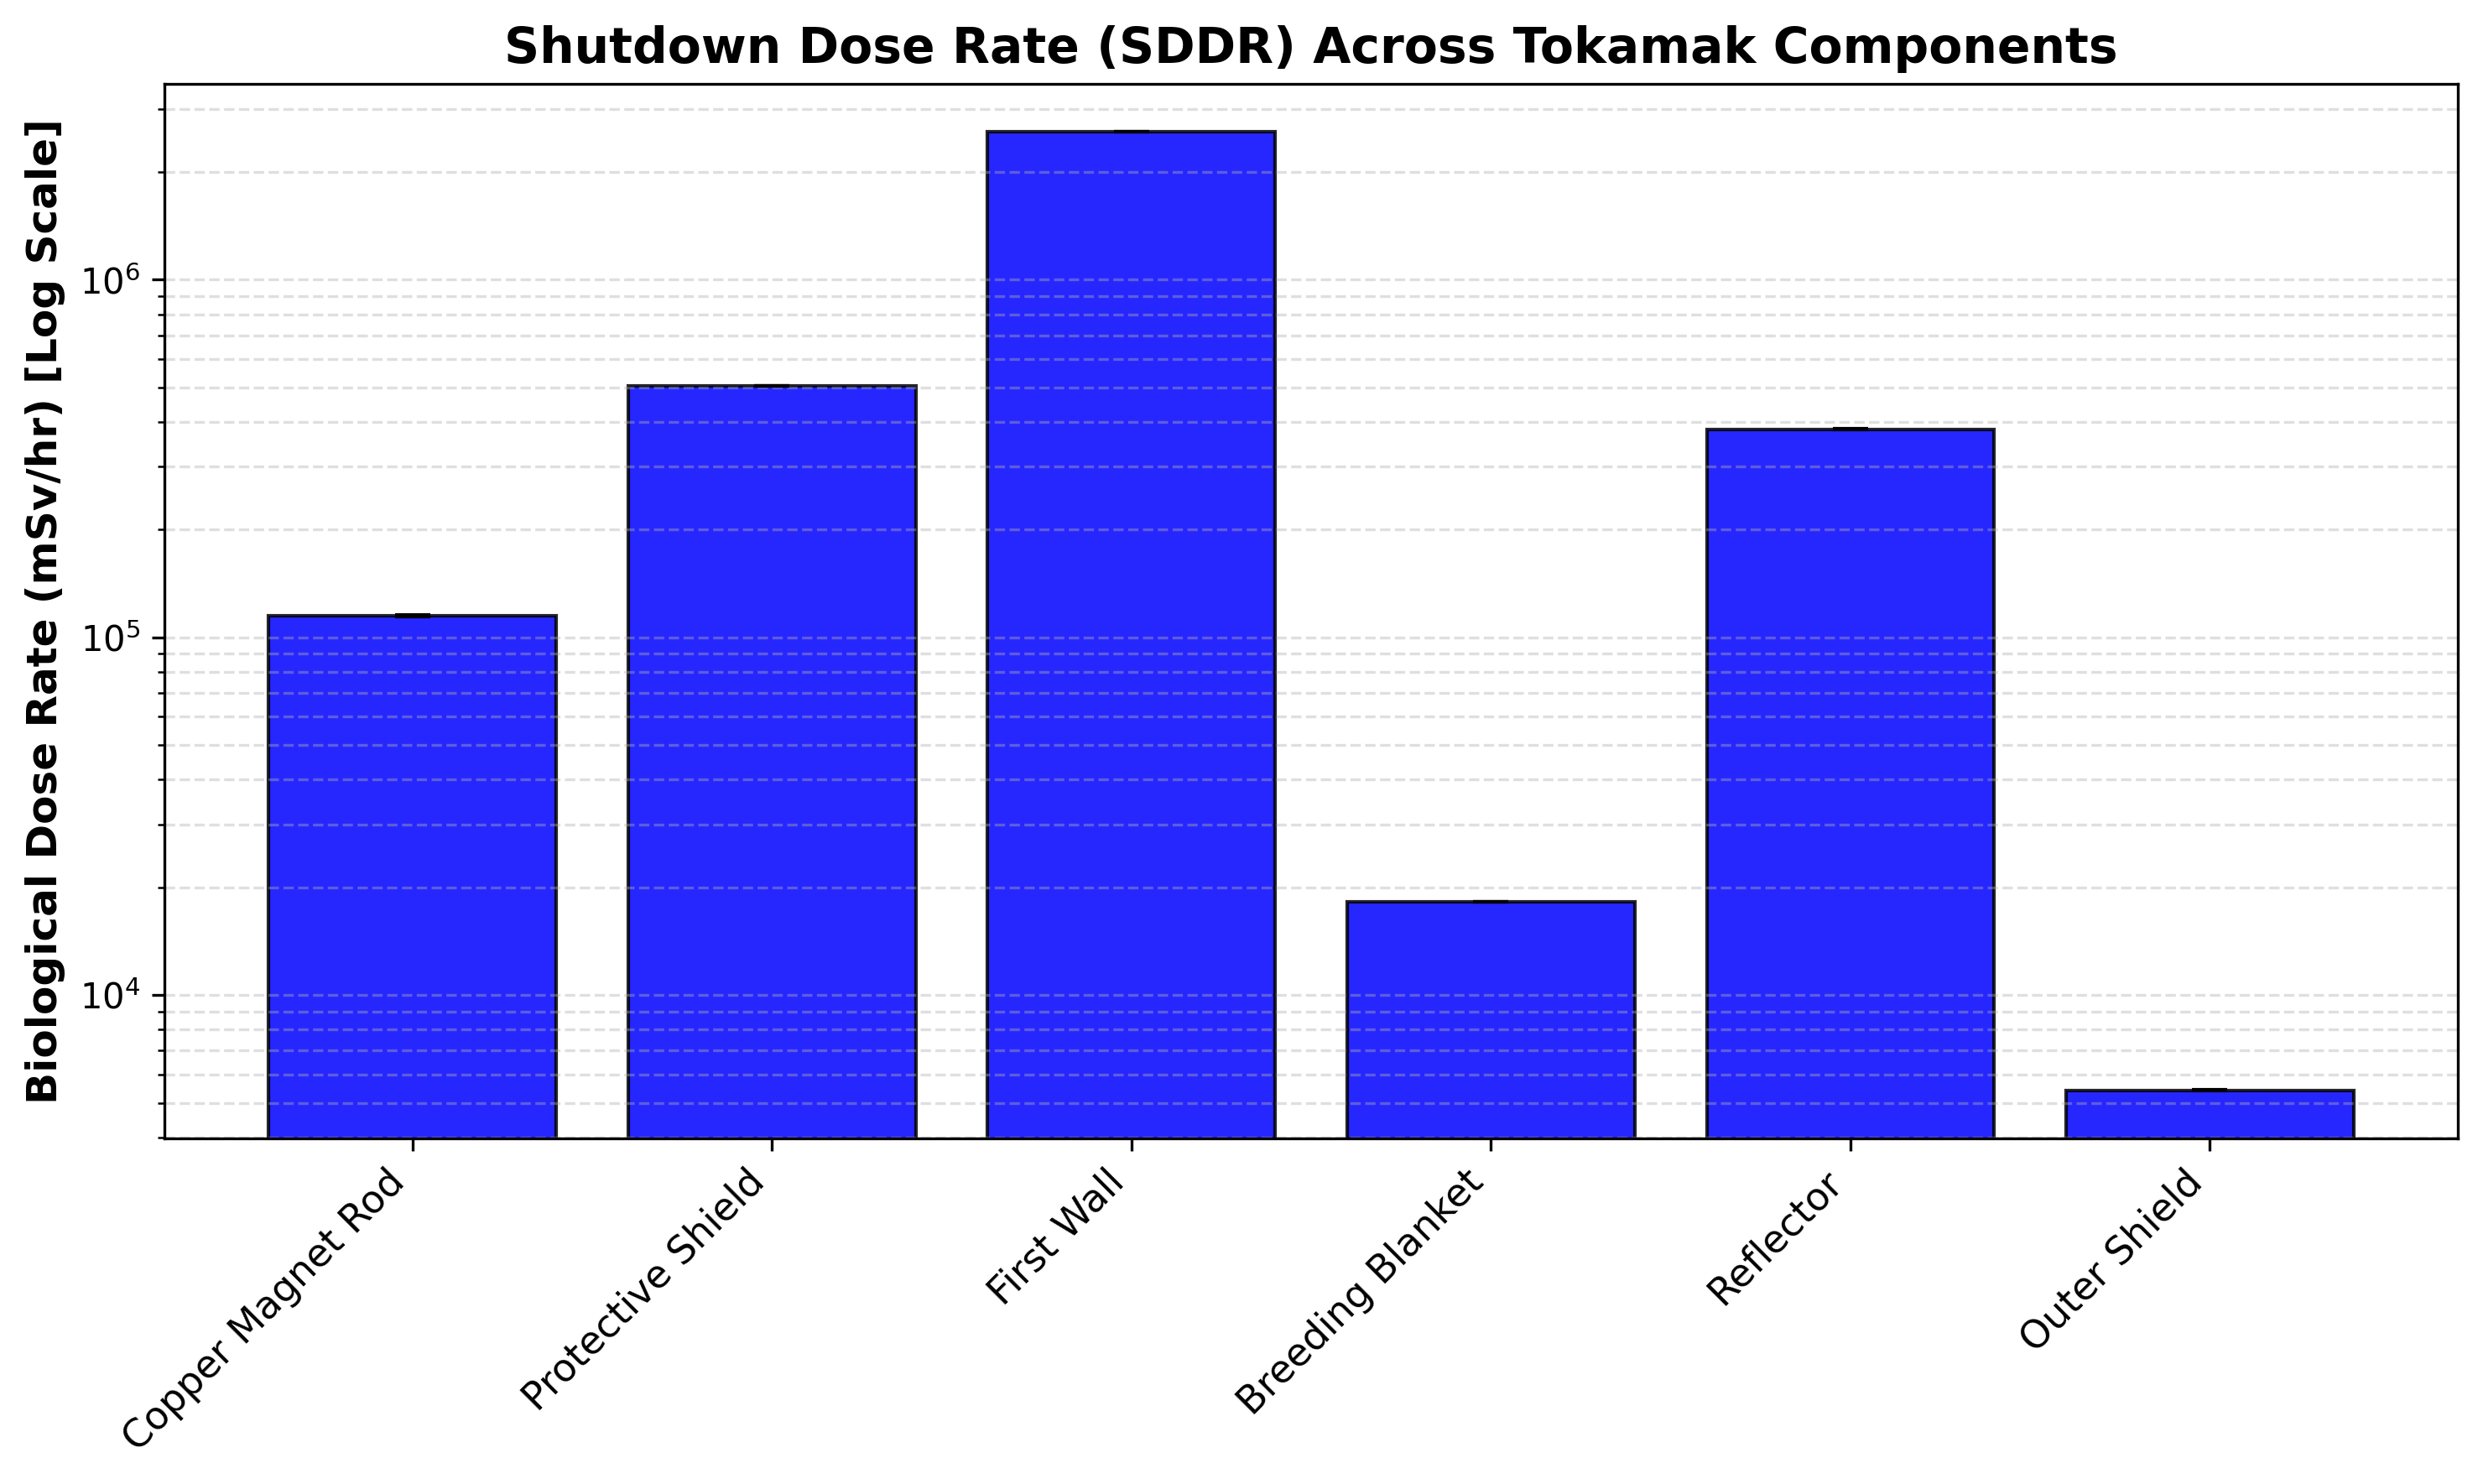 Shutdown Dose Rate (SDDR) Across Tokamak Components
Biological Dose Rate (mSv/hr) [Log Scale]
10⁶
10⁵
10⁴
Copper Magnet Rod
Protective Shield
First Wall
Breeding Blanket
Reflector
Outer Shield